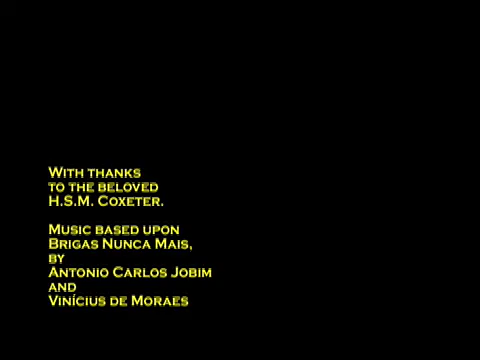 With thanks
to the beloved
H.S.M. Coxeter.
Music based upon
Brigas Nunca Mais,
by
Antonio Carlos Jobim
and
Vinícius de Moraes